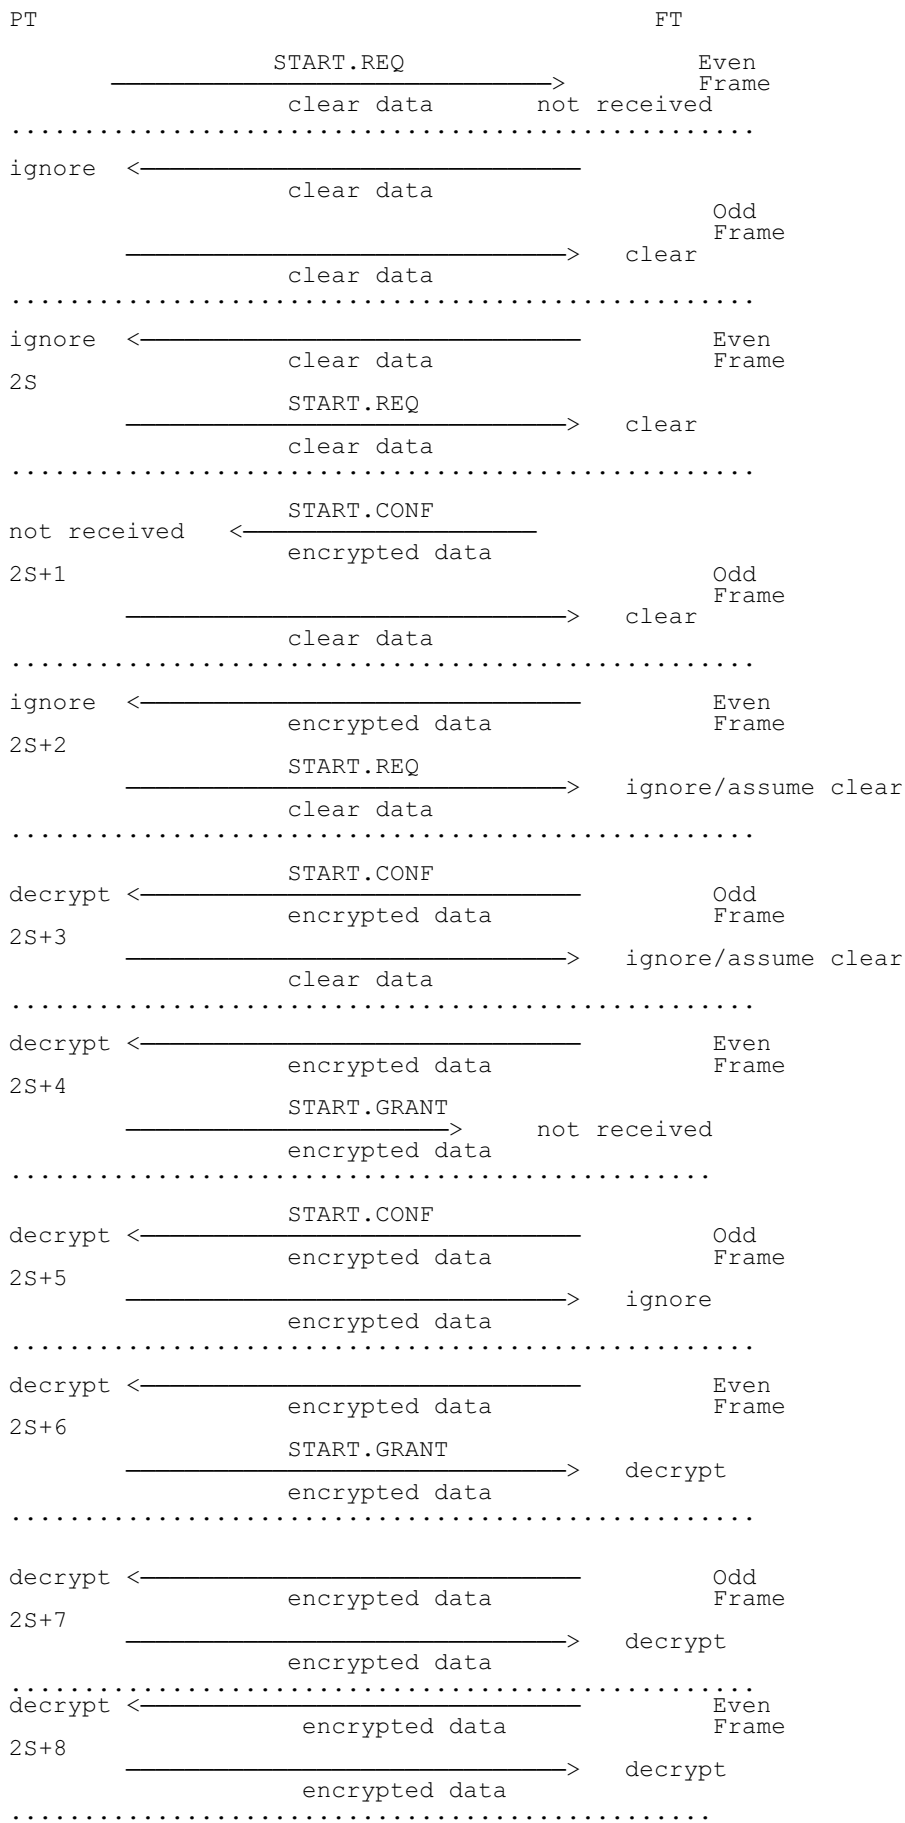 PT FT
START.REQ Even
> Frame
clear data not received
...................................................
ignore <
clear data
Odd
Frame
> clear
clear data
...................................................
ignore < Even
clear data Frame
2S
START.REQ
> clear
clear data
...................................................
START.CONF
not received <
encrypted data
2S+1 Odd
Frame
> clear
clear data
...................................................
ignore < Even
encrypted data Frame
2S+2
START.REQ
> ignore/assume clear
clear data
...................................................
START.CONF
decrypt < Odd
encrypted data Frame
2S+3
> ignore/assume clear
clear data
...................................................
decrypt < Even
encrypted data Frame
2S+4
START.GRANT
> not received
encrypted data
................................................
START.CONF
decrypt < Odd
encrypted data Frame
2S+5
> ignore
encrypted data
...................................................
decrypt < Even
encrypted data Frame
2S+6
START.GRANT
> decrypt
encrypted data
...................................................
decrypt < Odd
encrypted data Frame
2S+7
> decrypt
encrypted data
...................................................
decrypt < Even
encrypted data Frame
2S+8
> decrypt
encrypted data
................................................